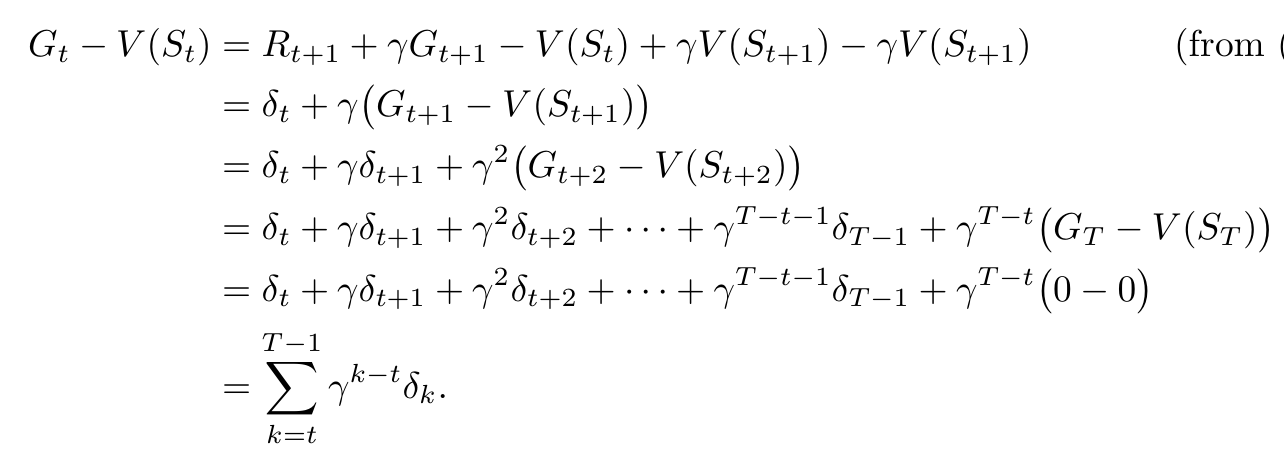 G_t − V(S_t) = R_{t+1} + γG_{t+1} − V(S_t) + γV(S_{t+1}) − γV(S_{t+1}) (from (
= δ_t + γ(G_{t+1} − V(S_{t+1}))
= δ_t + γδ_{t+1} + γ^2(G_{t+2} − V(S_{t+2}))
= δ_t + γδ_{t+1} + γ^2δ_{t+2} + ⋯ + γ^{T−t−1}δ_{T−1} + γ^{T−t}(G_T − V(S_T))
= δ_t + γδ_{t+1} + γ^2δ_{t+2} + ⋯ + γ^{T−t−1}δ_{T−1} + γ^{T−t}(0 − 0)
= ∑_{k=t}^{T−1} γ^{k−t}δ_k.